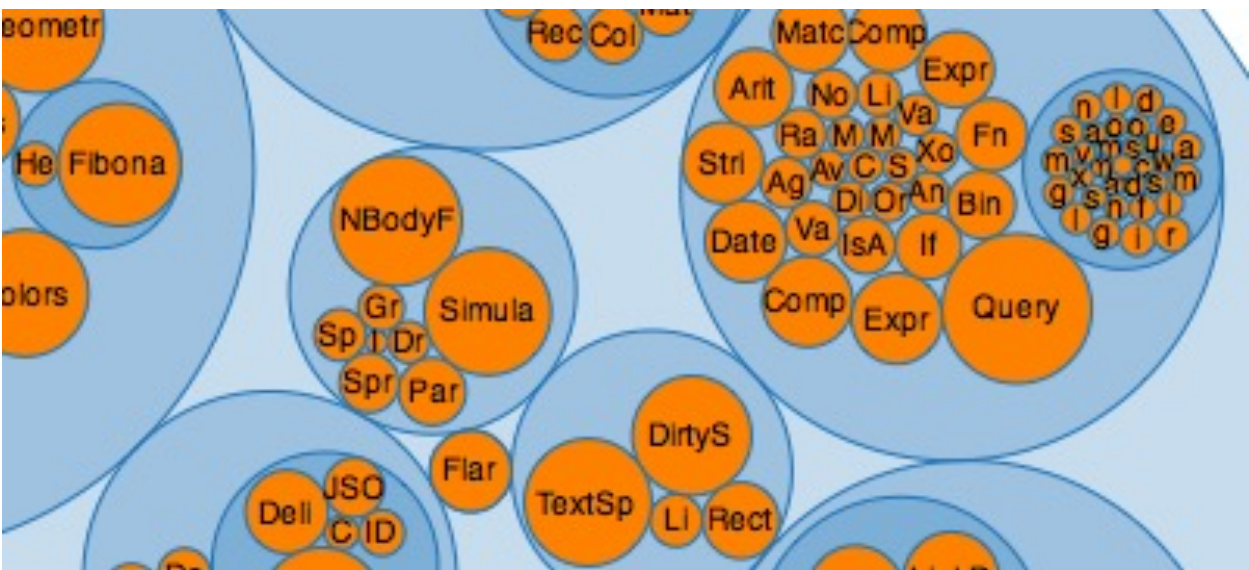 eometr
He
Fibona
olors
Rec
Col
NBodyF
Simula
Gr
Sp
I
Dr
Spr
Par
Flar
Deli
JSO
C
ID
DirtyS
TextSp
Li
Rect
Matc
Comp
Expr
Arit
No
Li
Va
Fn
Ra
M
M
Xo
Stri
Av
C
S
Ag
Di
Or
An
Bin
Date
Va
IsA
If
Comp
Expr
Query
n
l
d
s
a
o
o
e
m
v
m
s
u
a
w
x
g
s
a
d
s
m
n
i
g
i
r